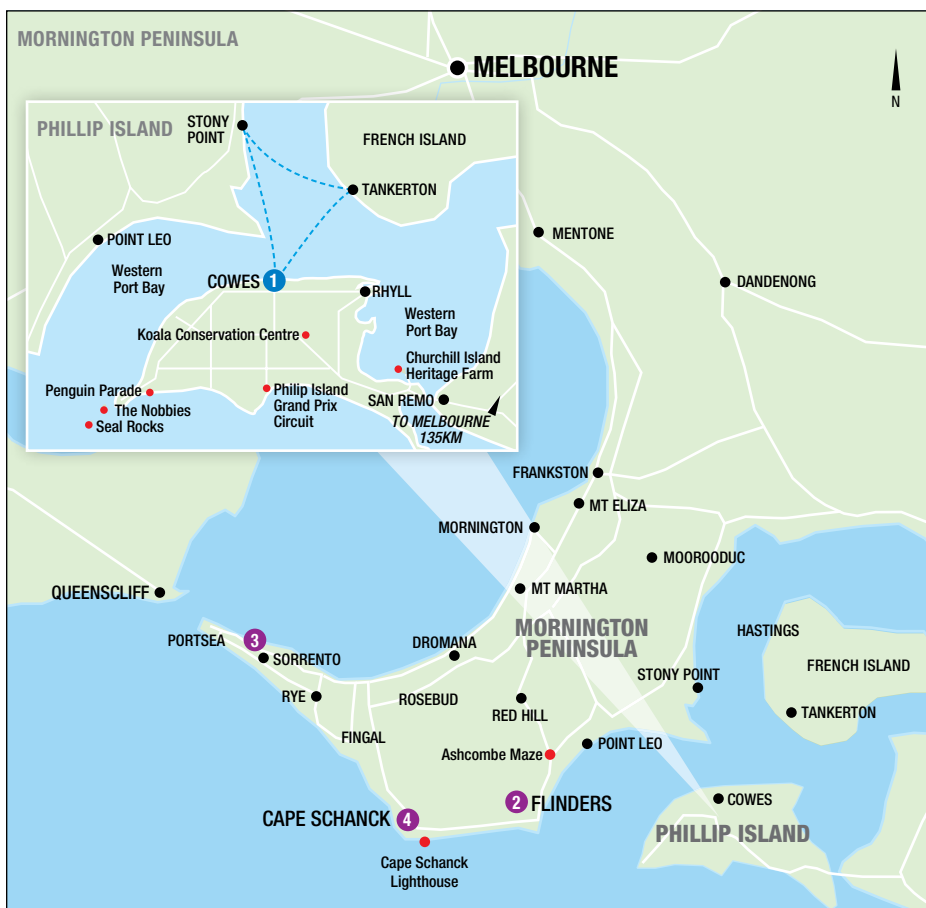 MORNINGTON PENINSULA
MELBOURNE
N
PHILLIP ISLAND
STONY
POINT
FRENCH ISLAND
TANKERTON
POINT LEO
Western
Port Bay
COWES 1
RHYLL
Western
Port Bay
Koala Conservation Centre
Churchill Island
Heritage Farm
Penguin Parade
The Nobbies
Seal Rocks
Philip Island
Grand Prix
Circuit
SAN REMO
TO MELBOURNE
135KM
MENTONE
DANDENONG
FRANKSTON
MT ELIZA
MORNINGTON
MOOROODUC
QUEENSCLIFF
MT MARTHA
MORNINGTON
PENINSULA
HASTINGS
PORTSEA 3
SORRENTO
DROMANA
FRENCH ISLAND
STONY POINT
RYE
ROSEBUD
RED HILL
TANKERTON
FINGAL
Ashcombe Maze
POINT LEO
2 FLINDERS
COWES
CAPE SCHANCK 4
PHILLIP ISLAND
Cape Schanck
Lighthouse